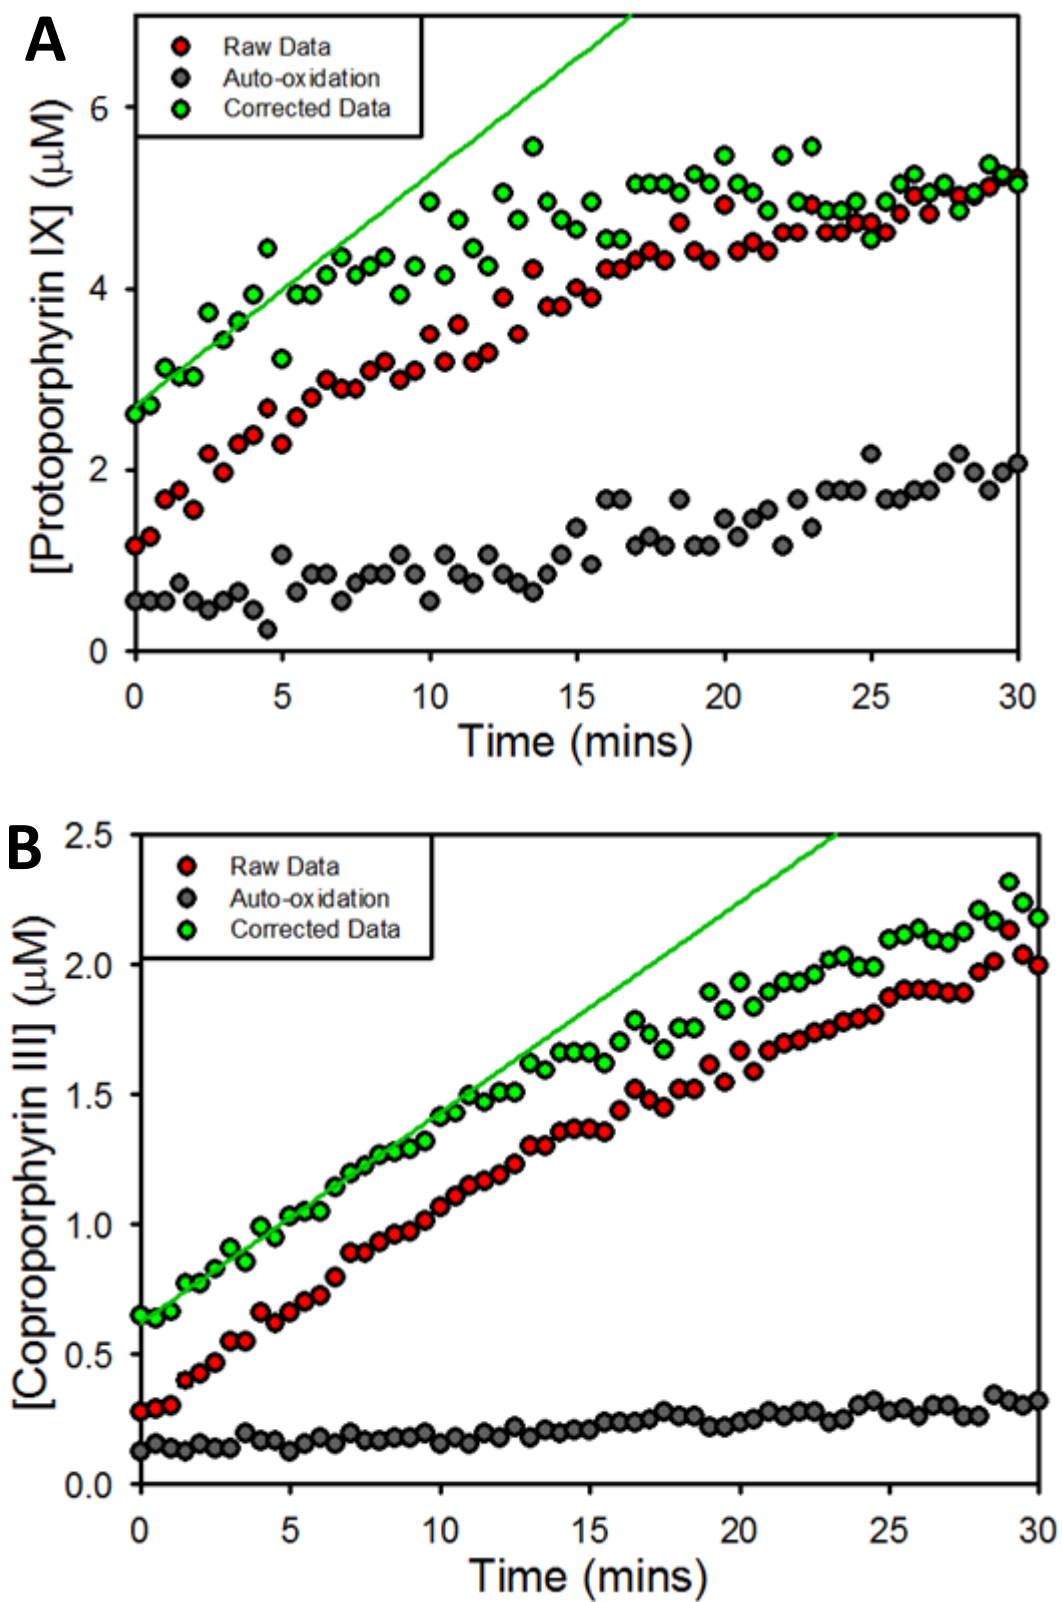 A
Raw Data
Auto-oxidation
Corrected Data
[Protoporphyrin IX] (μM)
6
4
2
0
0 5 10 15 20 25 30
Time (mins)
B
Raw Data
Auto-oxidation
Corrected Data
[Coproporphyrin III] (μM)
2.5
2.0
1.5
1.0
0.5
0.0
0 5 10 15 20 25 30
Time (mins)